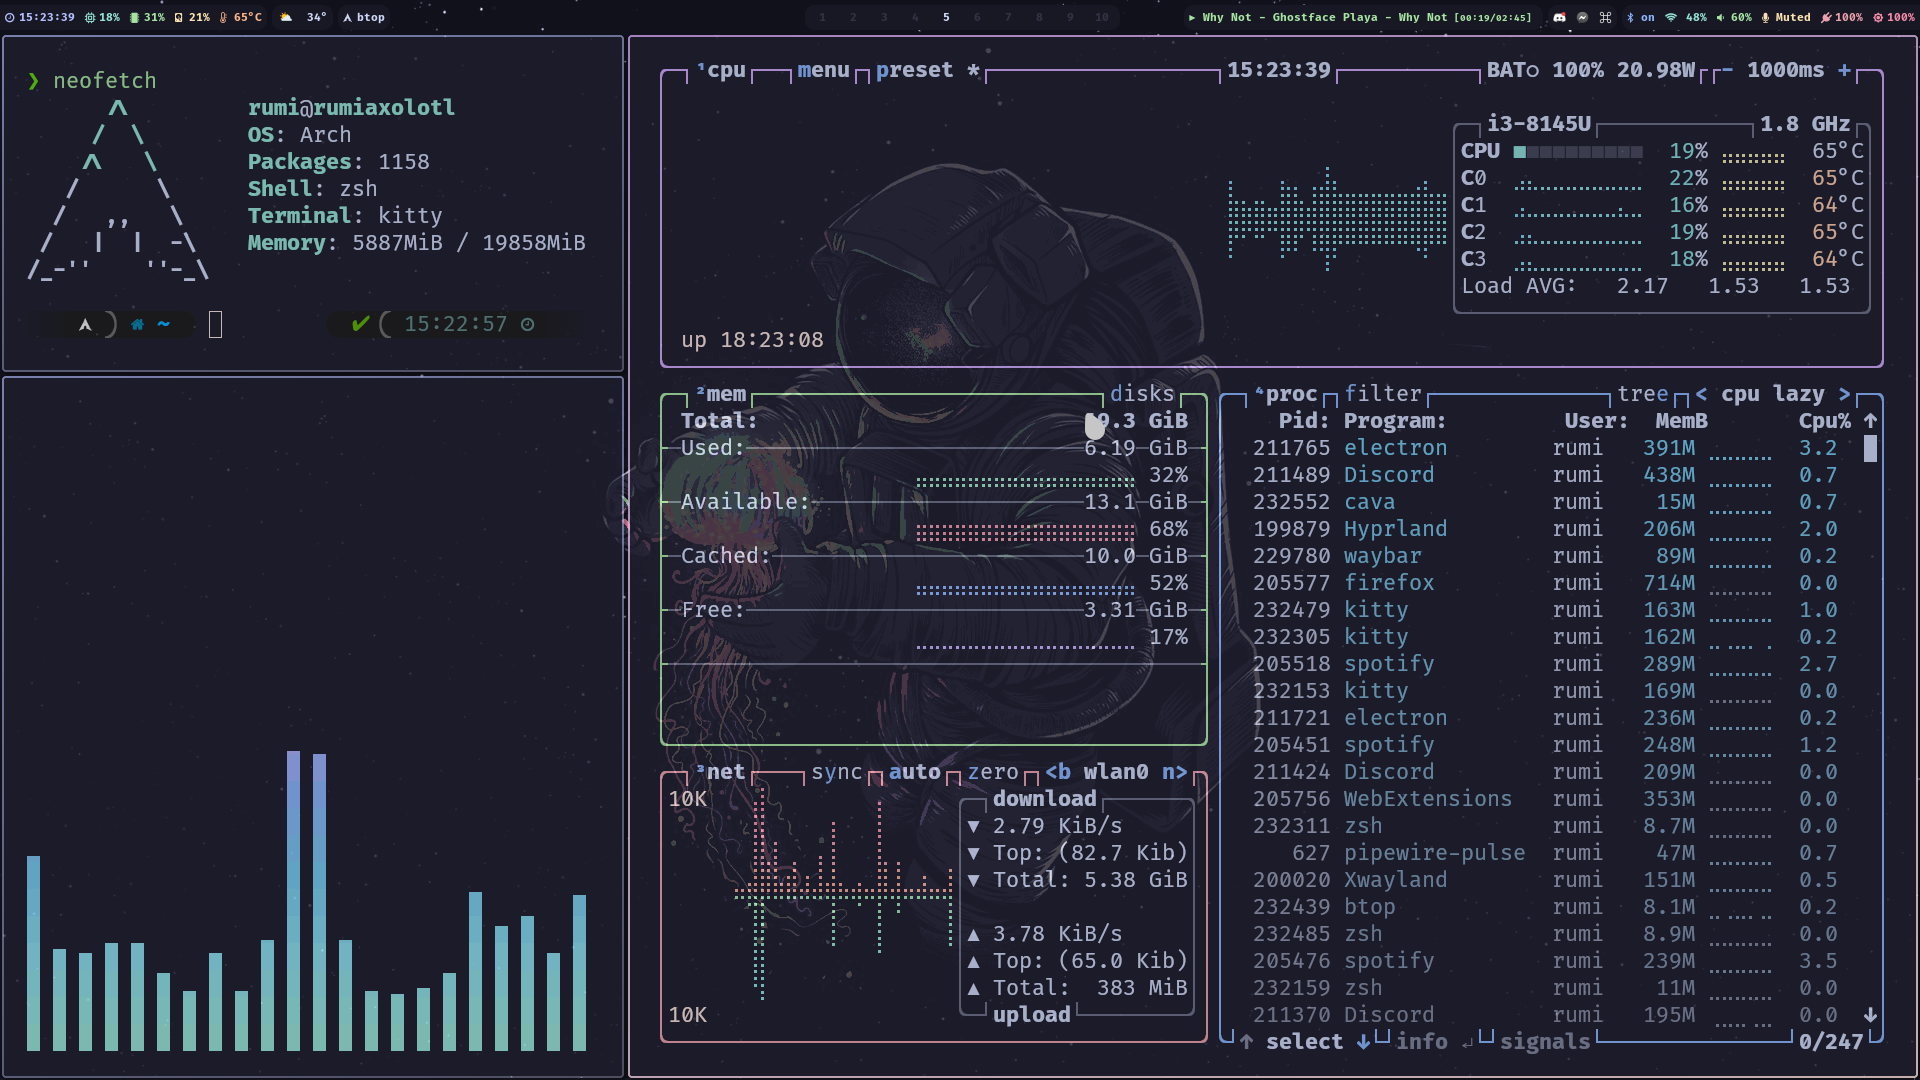 15:23:39 18% 31% 21% 65°C 34° btop
1 2 3 4 5 6 7 8 9 10
Why Not - Ghostface Playa - Why Not [00:19/02:45]
on 48% 60% Muted 100% 100%
❯ neofetch
rumi@rumiaxolotl
OS: Arch
Packages: 1158
Shell: zsh
Terminal: kitty
Memory: 5887MiB / 19858MiB
~
✔ 15:22:57
¹cpu menu preset * 15:23:39 BAT○ 100% 20.98W - 1000ms +
i3-8145U 1.8 GHz
CPU 19% 65°C
C0 22% 65°C
C1 16% 64°C
C2 19% 65°C
C3 18% 64°C
Load AVG: 2.17 1.53 1.53
up 18:23:08
²mem disks
Total: 9.3 GiB
Used: 6.19 GiB
32%
Available: 13.1 GiB
68%
Cached: 10.0 GiB
52%
Free: 3.31 GiB
17%
³net sync auto zero <b wlan0 n>
10K
download
▼ 2.79 KiB/s
▼ Top: (82.7 Kib)
▼ Total: 5.38 GiB
▲ 3.78 KiB/s
▲ Top: (65.0 Kib)
▲ Total: 383 MiB
10K
upload
⁴proc filter tree < cpu lazy >
Pid: Program: User: MemB Cpu% ↑
211765 electron rumi 391M 3.2
211489 Discord rumi 438M 0.7
232552 cava rumi 15M 0.7
199879 Hyprland rumi 206M 2.0
229780 waybar rumi 89M 0.2
205577 firefox rumi 714M 0.0
232479 kitty rumi 163M 1.0
232305 kitty rumi 162M 0.2
205518 spotify rumi 289M 2.7
232153 kitty rumi 169M 0.0
211721 electron rumi 236M 0.2
205451 spotify rumi 248M 1.2
211424 Discord rumi 209M 0.0
205756 WebExtensions rumi 353M 0.0
232311 zsh rumi 8.7M 0.0
627 pipewire-pulse rumi 47M 0.7
200020 Xwayland rumi 151M 0.5
232439 btop rumi 8.1M 0.2
232485 zsh rumi 8.9M 0.0
205476 spotify rumi 239M 3.5
232159 zsh rumi 11M 0.0
211370 Discord rumi 195M 0.0 ↓
↑ select ↓ info ↵ signals 0/247